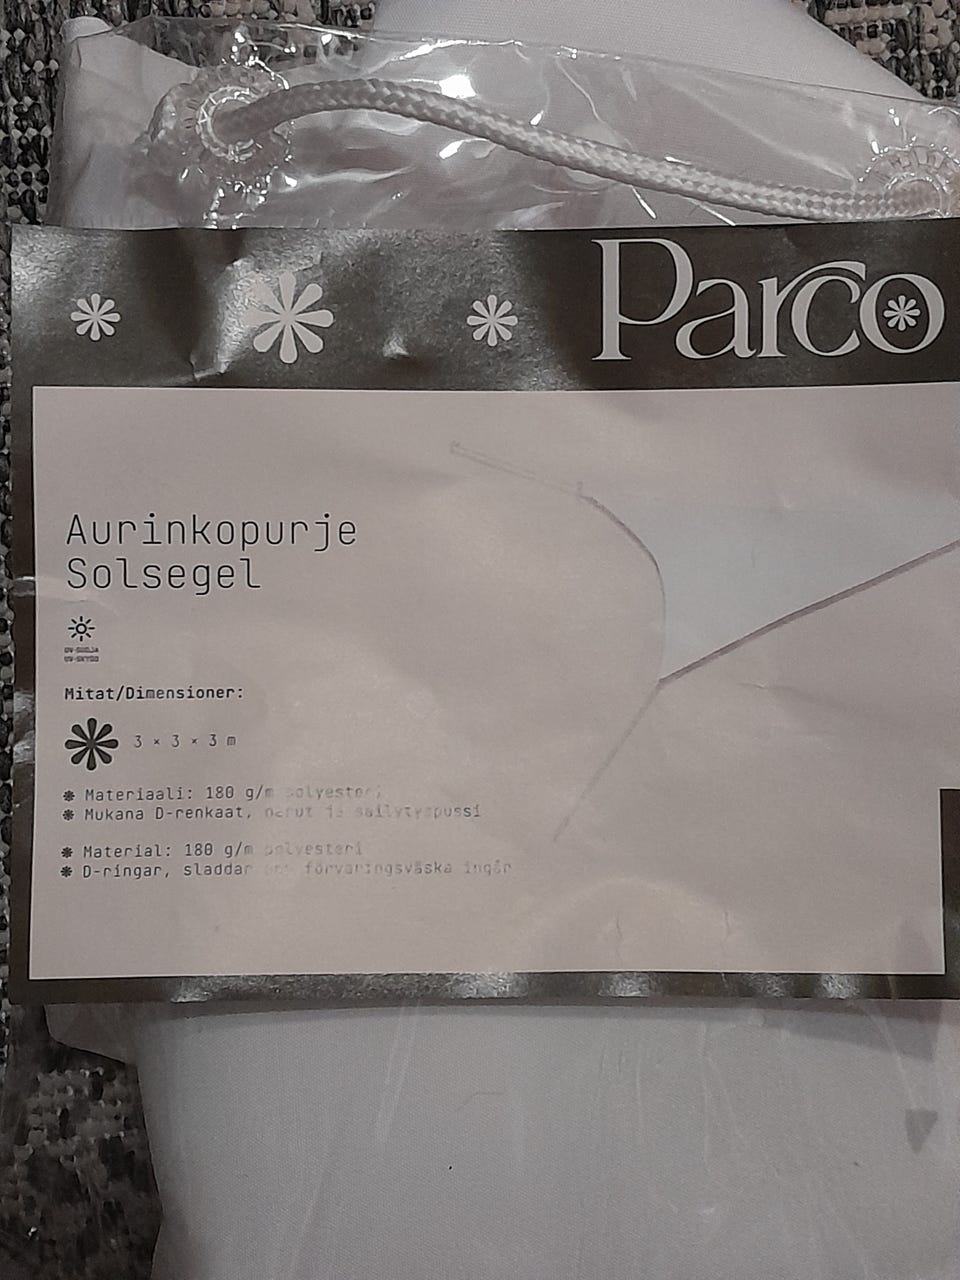 Parco
Aurinkopurje
Solsegel
UV-SUOJA
UV-SKYDD
Mitat/Dimensioner:
3 × 3 × 3 m
Materiaali: 180 g/m polyesteri
Mukana D-renkaat, narut ja säilytyspussi
Material: 180 g/m polyesteri
D-ringar, sladdar och förvaringsväska ingår